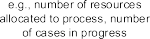 e.g., number of resources
allocated to process, number
of cases in progress